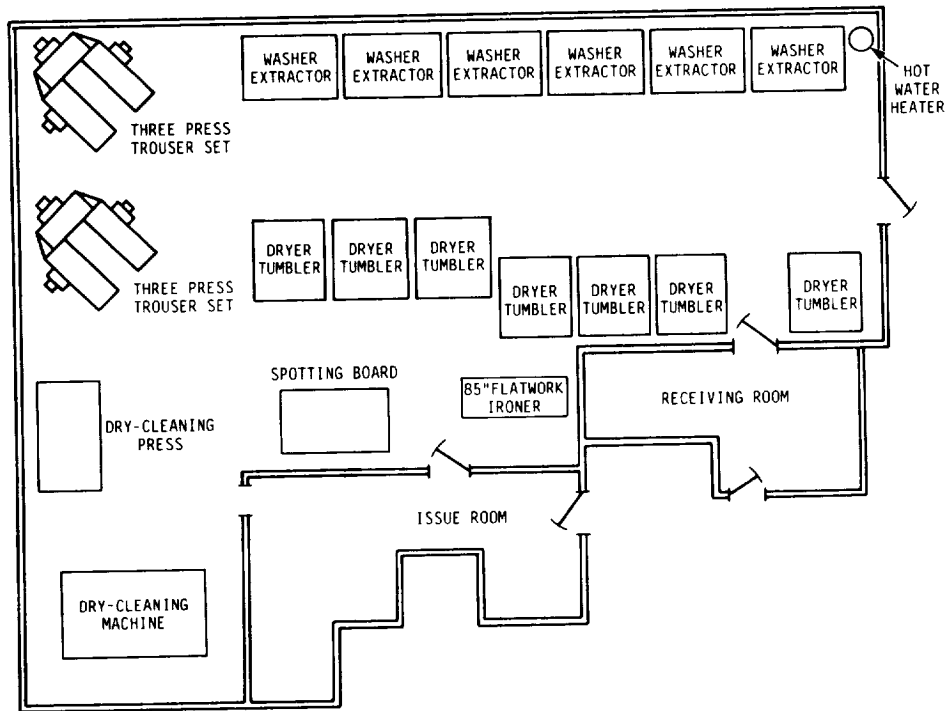 WASHER
EXTRACTOR
WASHER
EXTRACTOR
WASHER
EXTRACTOR
WASHER
EXTRACTOR
WASHER
EXTRACTOR
WASHER
EXTRACTOR
HOT
WATER
HEATER
THREE PRESS
TROUSER SET
DRYER
TUMBLER
DRYER
TUMBLER
DRYER
TUMBLER
DRYER
TUMBLER
DRYER
TUMBLER
DRYER
TUMBLER
DRYER
TUMBLER
THREE PRESS
TROUSER SET
SPOTTING BOARD
85"FLATWORK
IRONER
RECEIVING ROOM
DRY-CLEANING
PRESS
ISSUE ROOM
DRY-CLEANING
MACHINE